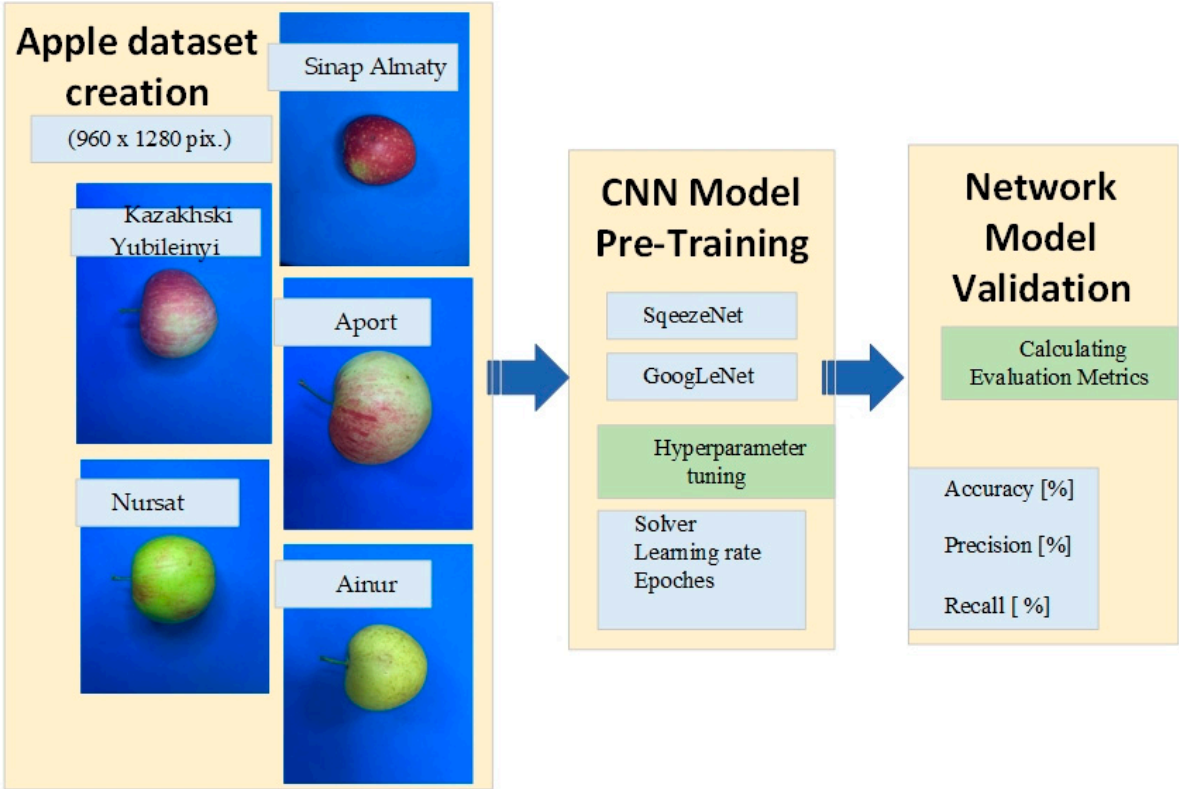 Apple dataset
creation
(960 x 1280 pix.)
Sinap Almaty
Kazakhski
Yubileinyi
Aport
Nursat
Ainur
CNN Model
Pre-Training
SqeezeNet
GoogLeNet
Hyperparameter
tuning
Solver
Learning rate
Epoches
Network
Model
Validation
Calculating
Evaluation Metrics
Accuracy [%]
Precision [%]
Recall [ %]